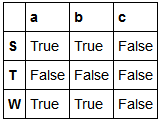 a b c
S True True False
T False False False
W True True False